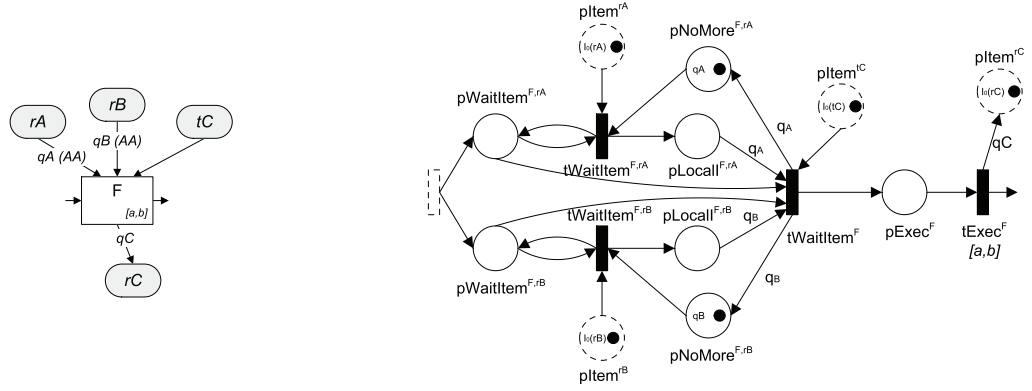 rA
rB
tC
qA (AA)
qB (AA)
F
[a,b]
qC
rC
pItem^rA
I₀(rA)
pNoMore^F,rA
qA
pWaitItem^F,rA
tWaitItem^F,rA
pLocalI^F,rA
qA
qA
pItem^tC
I₀(tC)
pItem^rC
I₀(rC)
qC
tWaitItem^F,rB
pLocalI^F,rB
qB
tWaitItem^F
pExec^F
tExec^F
[a,b]
pWaitItem^F,rB
qB
qB
pNoMore^F,rB
I₀(rB)
pItem^rB